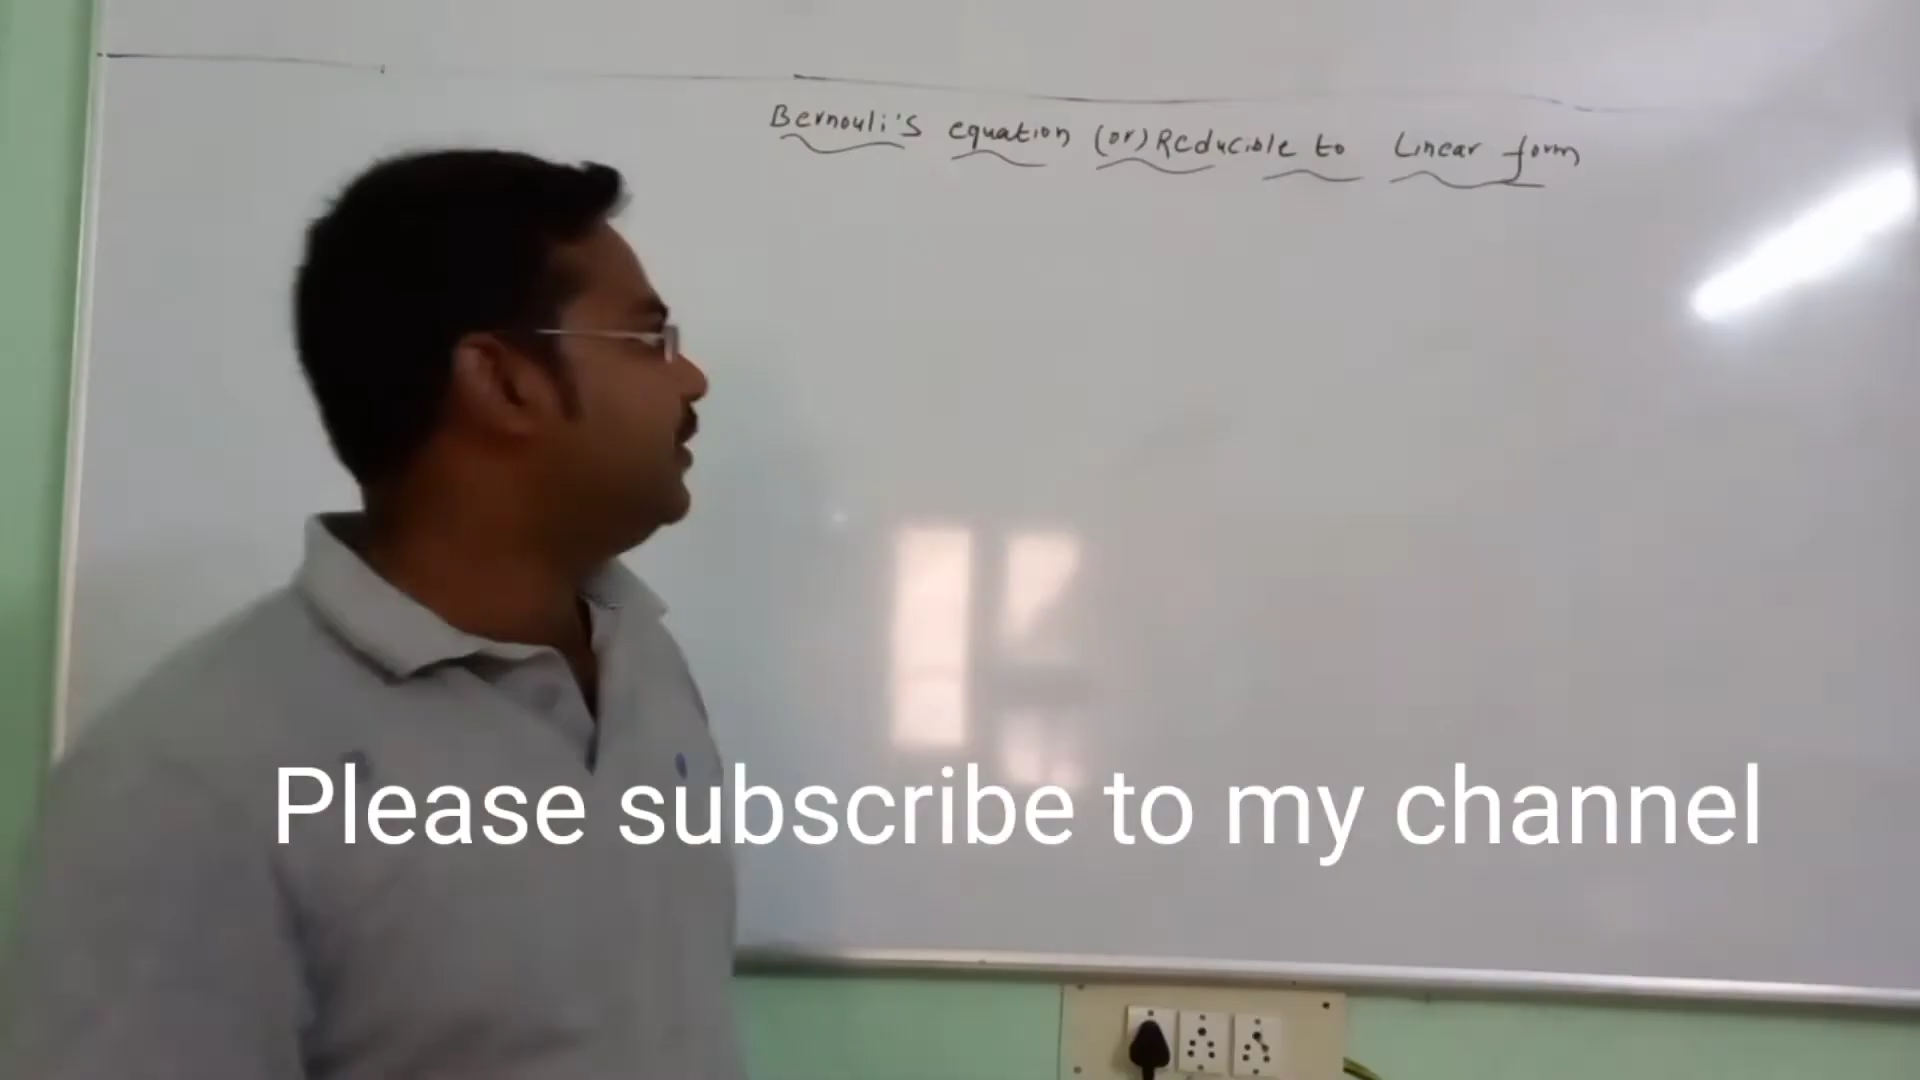 Bernouli's equation (or) Reducible to Linear form
Please subscribe to my channel